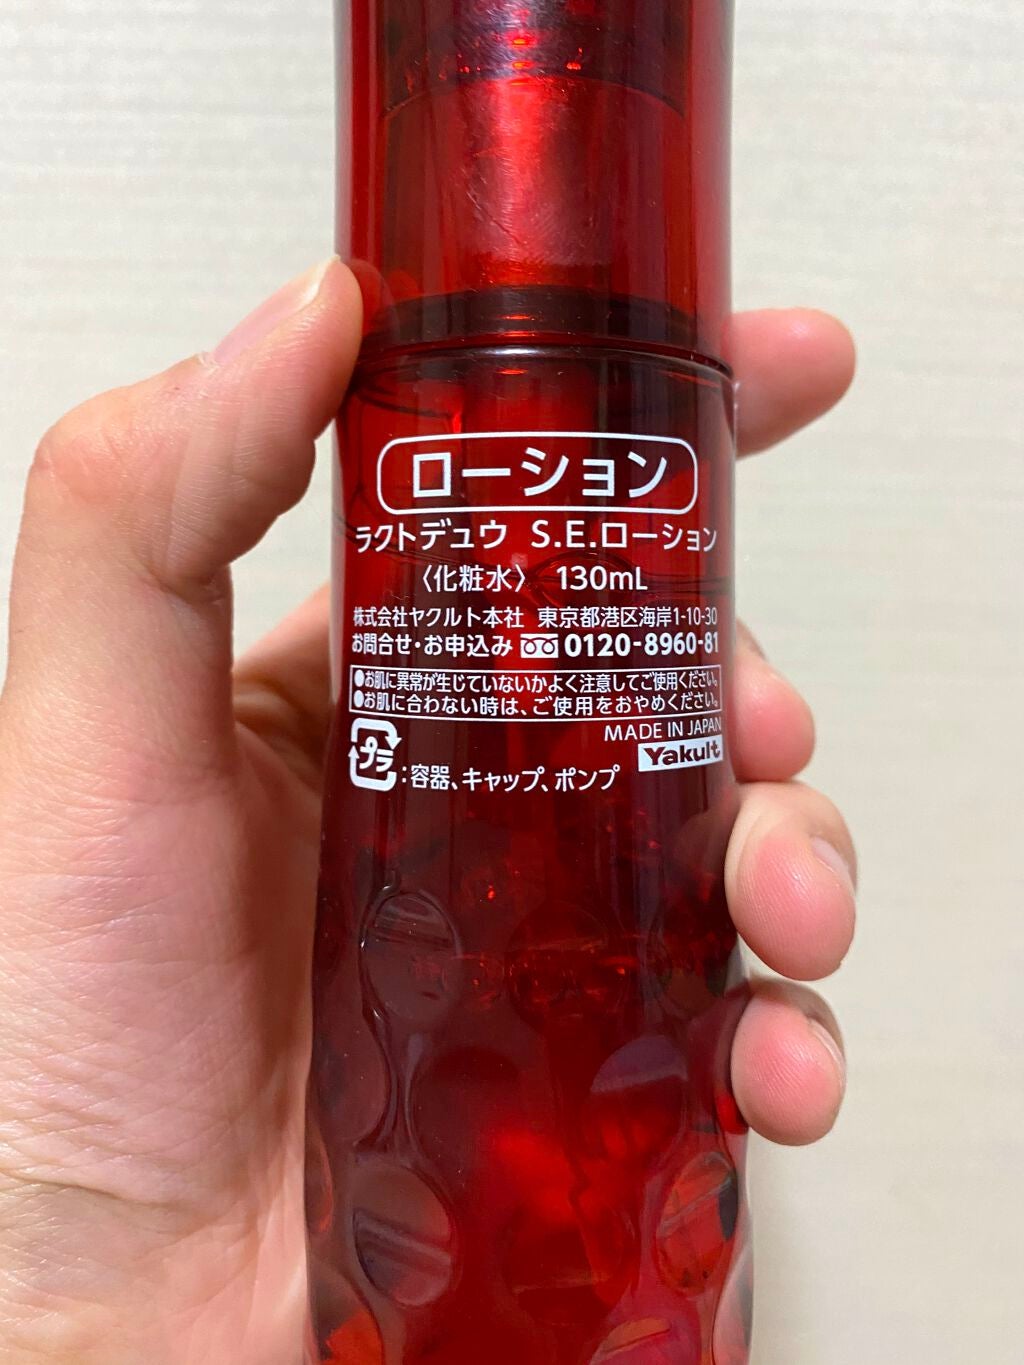 ローション
ラクトデュウ S.E.ローション
〈化粧水〉 130mL
株式会社ヤクルト本社 東京都港区海岸1-10-30
お問合せ・お申込み 0120-8960-81
●お肌に異常が生じていないかよく注意してご使用ください。
●お肌に合わない時は、ご使用をおやめください。
MADE IN JAPAN
Yakult
プラ:容器、キャップ、ポンプ